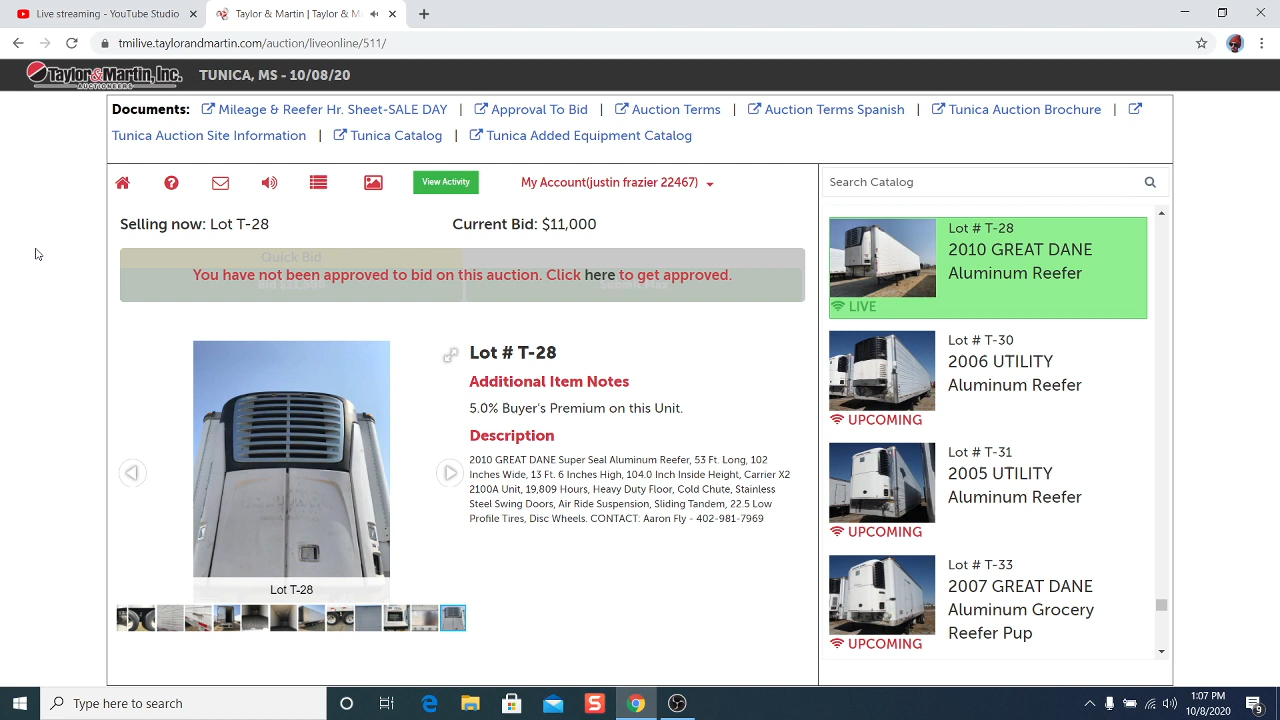 Live streaming - YouTube Studio
Taylor & Martin | Taylor & M
tmilive.taylorandmartin.com/auction/liveonline/511/
Taylor & Martin, Inc.
AUCTIONEERS
TUNICA, MS - 10/08/20
Documents: Mileage & Reefer Hr. Sheet-SALE DAY | Approval To Bid | Auction Terms | Auction Terms Spanish | Tunica Auction Brochure |
Tunica Auction Site Information | Tunica Catalog | Tunica Added Equipment Catalog
View Activity
My Account(justin frazier 22467)
Selling now: Lot T-28
Current Bid: $11,000
Quick Bid
You have not been approved to bid on this auction. Click here to get approved.
Submit Max
Lot T-28
Lot # T-28
Additional Item Notes
5.0% Buyer's Premium on this Unit.
Description
2010 GREAT DANE Super Seal Aluminum Reefer, 53 Ft. Long, 102
Inches Wide, 13 Ft. 6 Inches High, 104.0 Inch Inside Height, Carrier X2
2100A Unit, 19,809 Hours, Heavy Duty Floor, Cold Chute, Stainless
Steel Swing Doors, Air Ride Suspension, Sliding Tandem, 22.5 Low
Profile Tires, Disc Wheels. CONTACT: Aaron Fly - 402-981-7969
Search Catalog
Lot # T-28
2010 GREAT DANE
Aluminum Reefer
LIVE
Lot # T-30
2006 UTILITY
Aluminum Reefer
UPCOMING
Lot # T-31
2005 UTILITY
Aluminum Reefer
UPCOMING
Lot # T-33
2007 GREAT DANE
Aluminum Grocery
Reefer Pup
UPCOMING
Type here to search
1:07 PM
10/8/2020
9